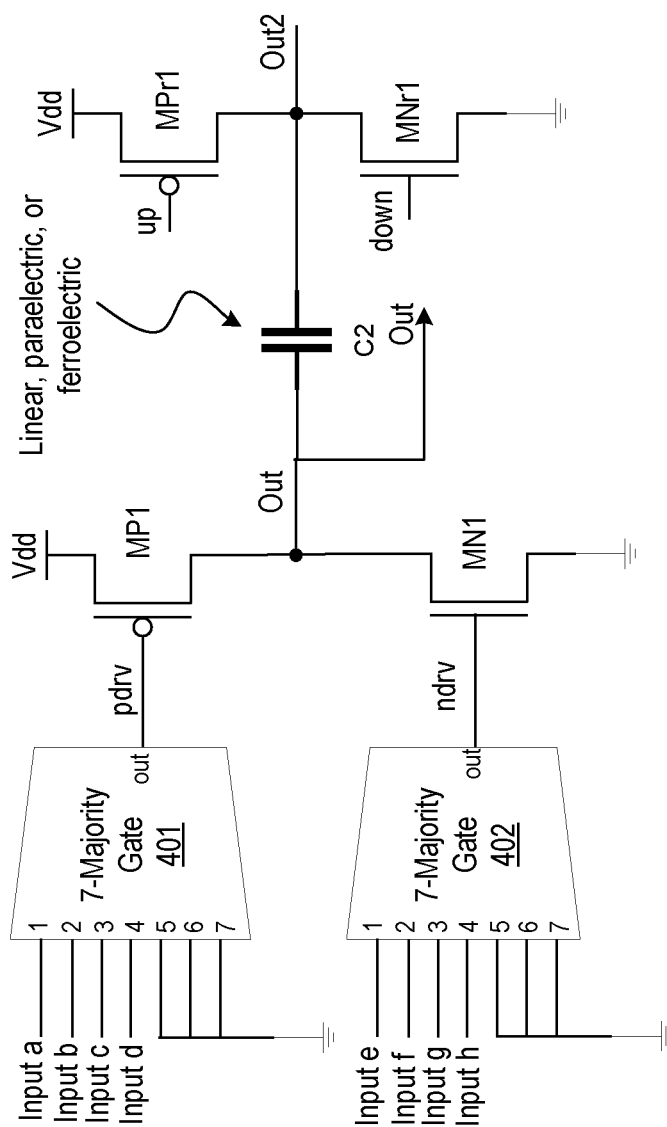 Input a
Input b
Input c
Input d
1
2
3
4
5
6
7
7-Majority
Gate
401
out
pdrv
Vdd
MP1
Out
Linear, paraelectric, or
ferroelectric
C2
Out
Vdd
up
MPr1
Out2
down
MNr1
Input e
Input f
Input g
Input h
1
2
3
4
5
6
7
7-Majority
Gate
402
out
ndrv
MN1